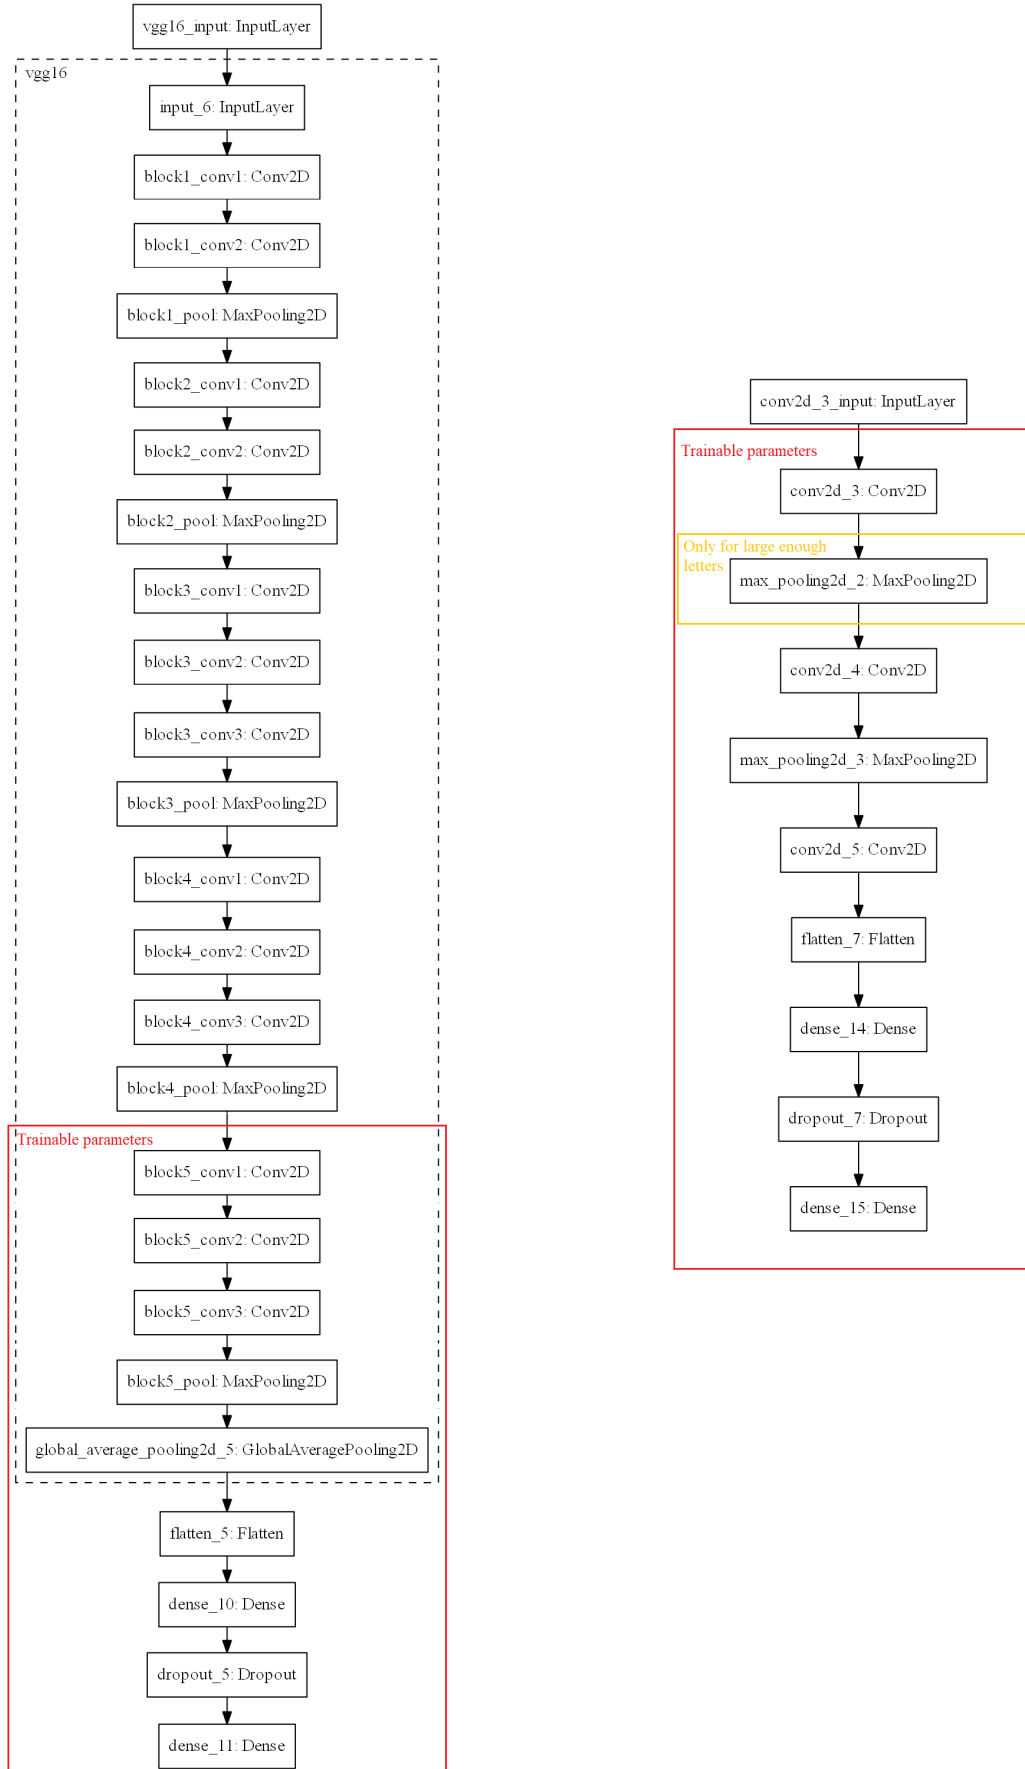 vgg16_input: InputLayer
vgg16
input_6: InputLayer
block1_conv1: Conv2D
block1_conv2: Conv2D
block1_pool: MaxPooling2D
block2_conv1: Conv2D
block2_conv2: Conv2D
block2_pool: MaxPooling2D
block3_conv1: Conv2D
block3_conv2: Conv2D
block3_conv3: Conv2D
block3_pool: MaxPooling2D
block4_conv1: Conv2D
block4_conv2: Conv2D
block4_conv3: Conv2D
block4_pool: MaxPooling2D
Trainable parameters
block5_conv1: Conv2D
block5_conv2: Conv2D
block5_conv3: Conv2D
block5_pool: MaxPooling2D
global_average_pooling2d_5: GlobalAveragePooling2D
flatten_5: Flatten
dense_10: Dense
dropout_5: Dropout
dense_11: Dense
conv2d_3_input: InputLayer
Trainable parameters
conv2d_3: Conv2D
Only for large enough
letters
max_pooling2d_2: MaxPooling2D
conv2d_4: Conv2D
max_pooling2d_3: MaxPooling2D
conv2d_5: Conv2D
flatten_7: Flatten
dense_14: Dense
dropout_7: Dropout
dense_15: Dense